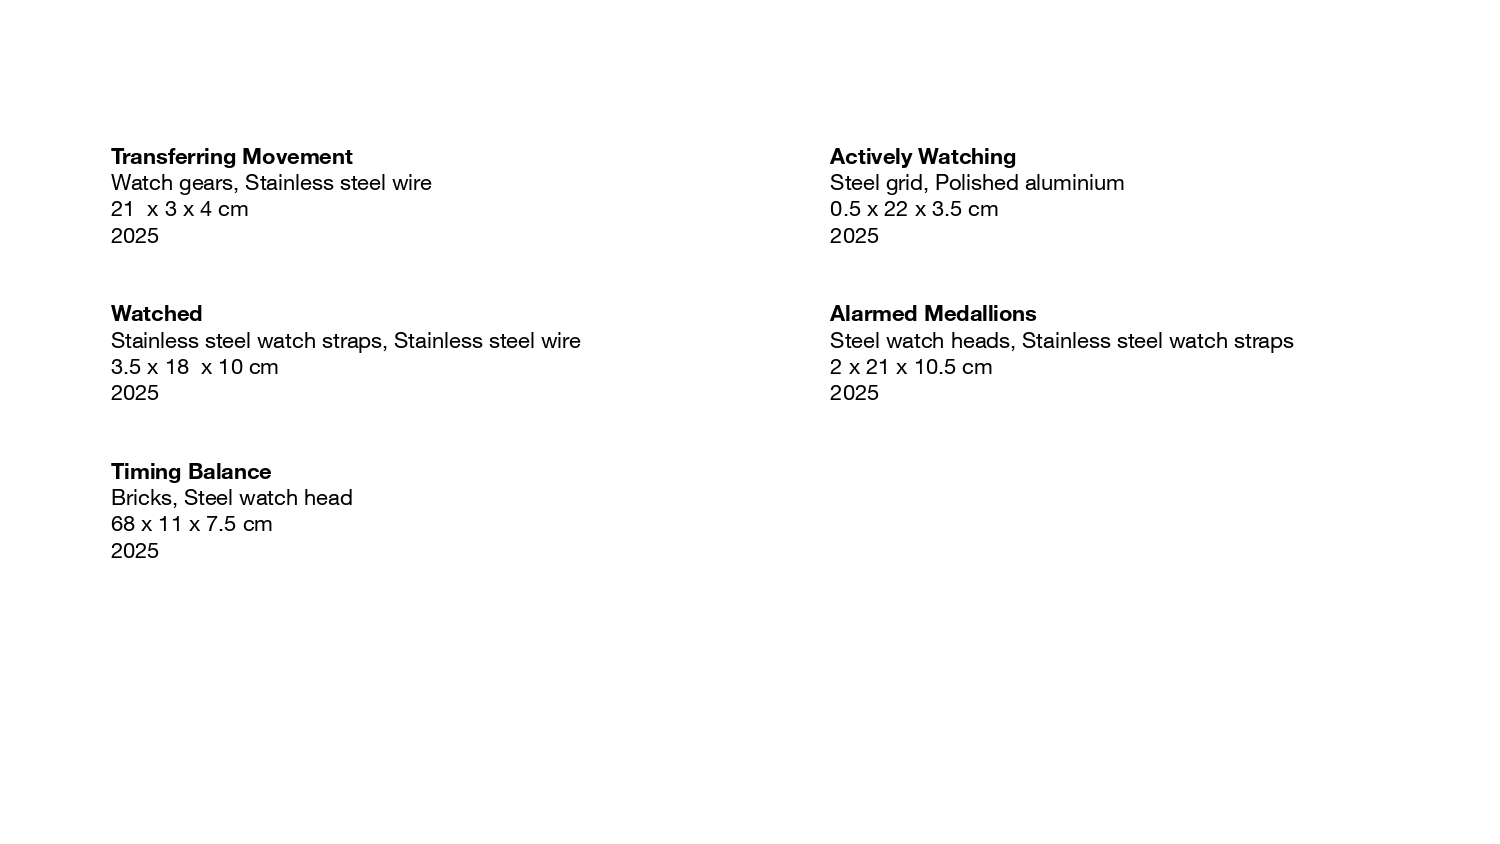 Transferring Movement
Watch gears, Stainless steel wire
21  x 3 x 4 cm
2025
Watched
Stainless steel watch straps, Stainless steel wire
3.5 x 18  x 10 cm
2025
Timing Balance
Bricks, Steel watch head
68 x 11 x 7.5 cm
2025
Actively Watching
Steel grid, Polished aluminium
0.5 x 22 x 3.5 cm
2025
Alarmed Medallions
Steel watch heads, Stainless steel watch straps
2 x 21 x 10.5 cm
2025